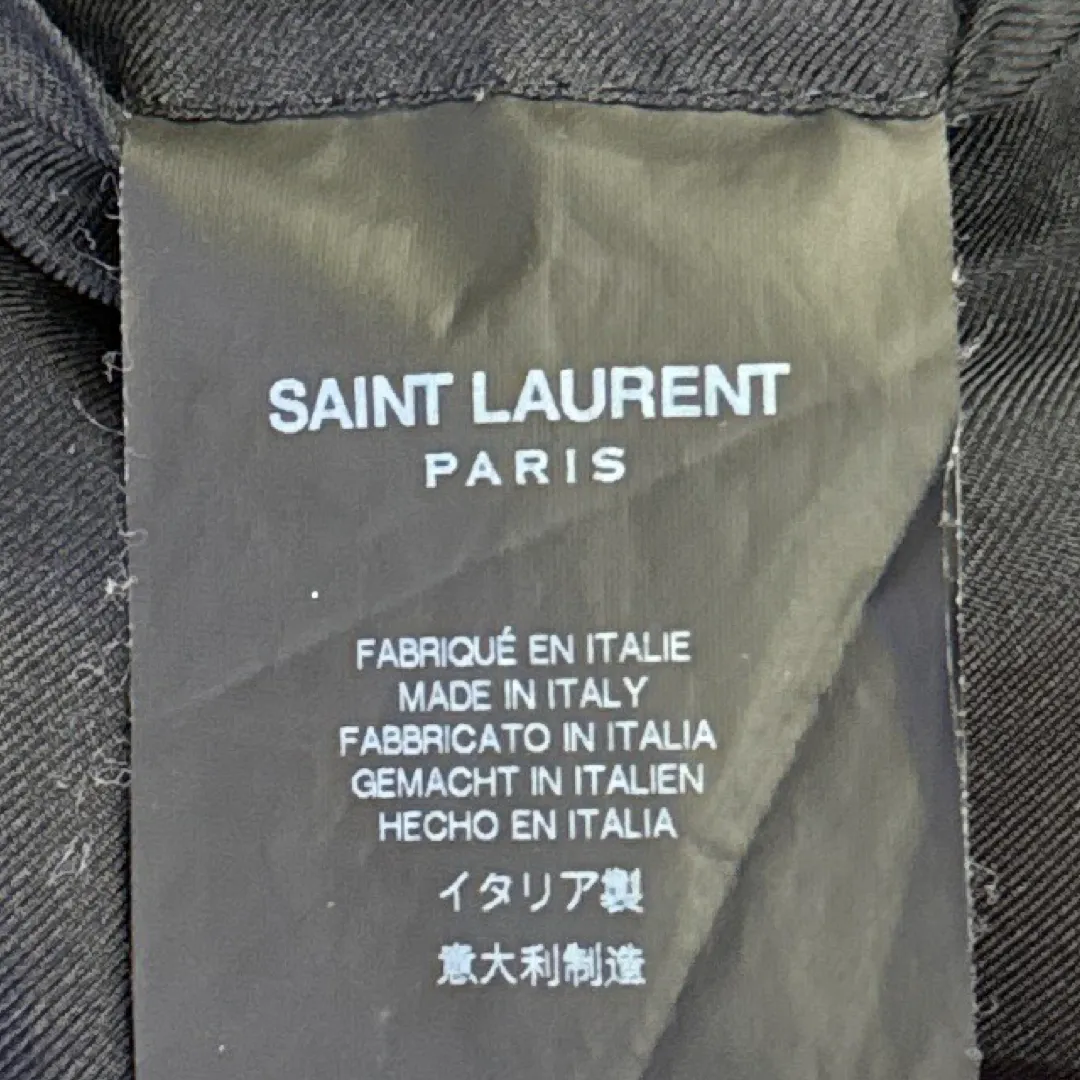 SAINT LAURENT
PARIS
FABRIQUÉ EN ITALIE
MADE IN ITALY
FABBRICATO IN ITALIA
GEMACHT IN ITALIEN
HECHO EN ITALIA
イタリア製
意大利制造